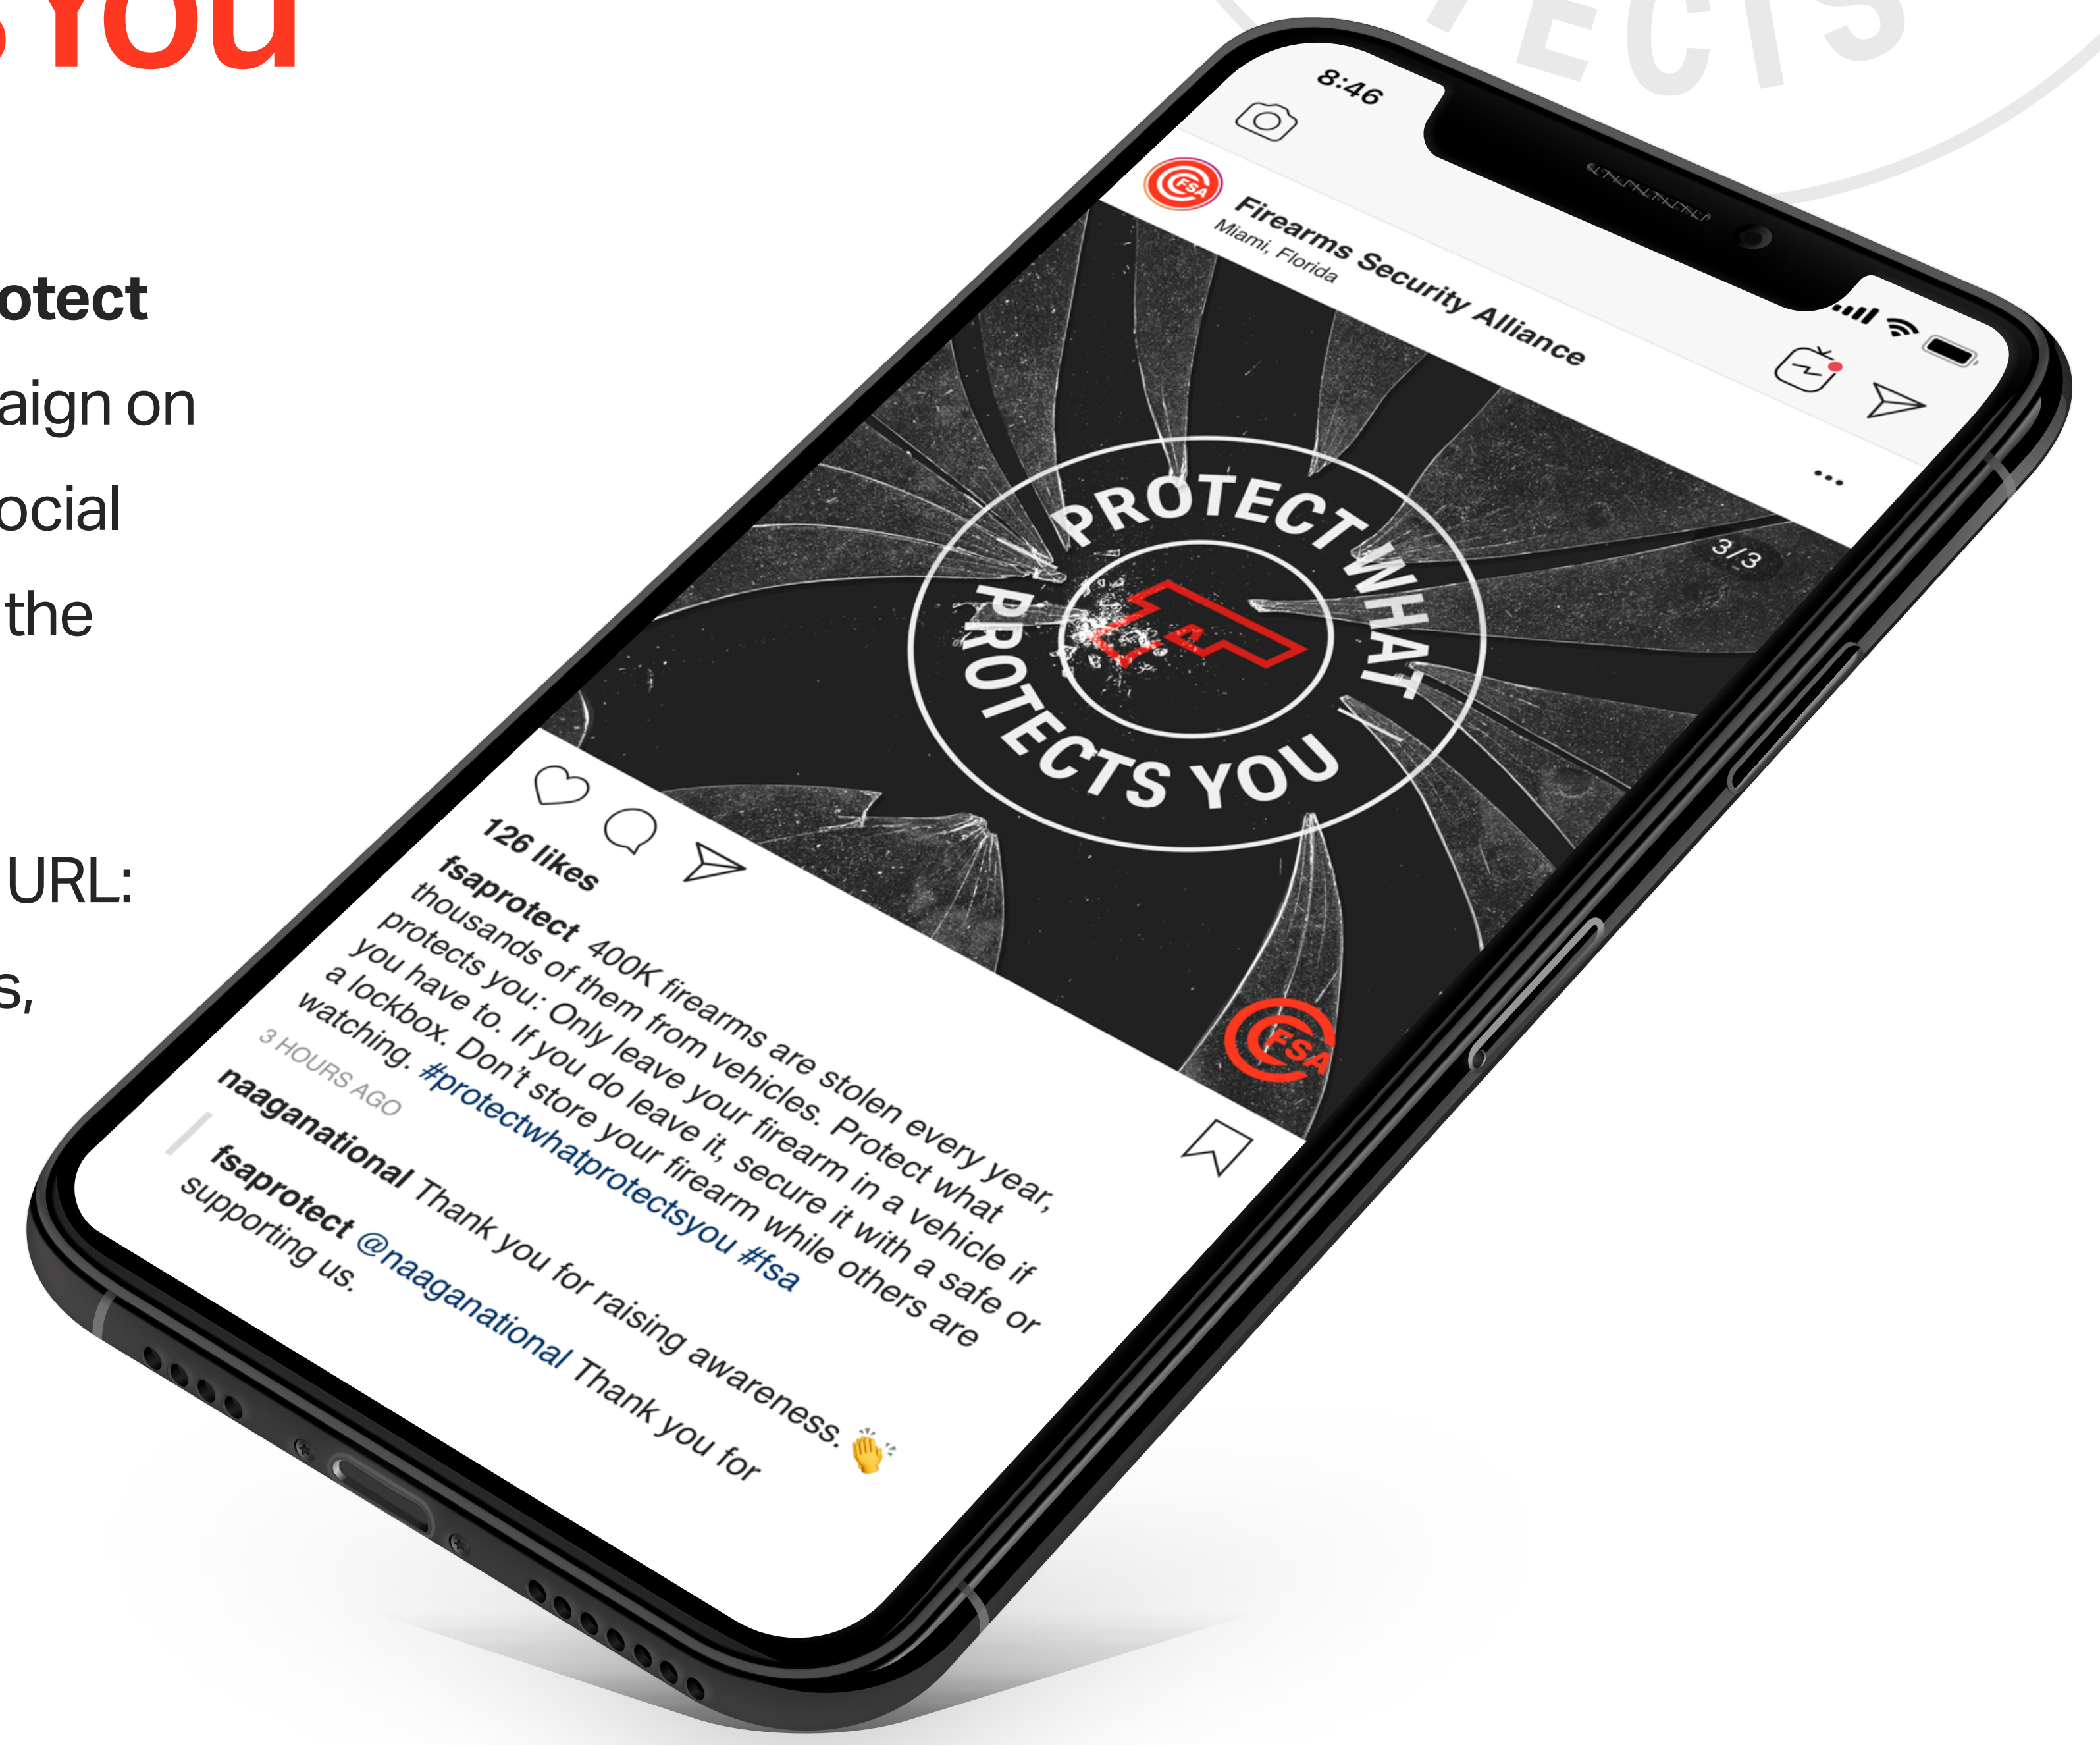 You
otect
aign on
ocial
the
URL:
s,
TECTS
8:46
FSA
Firearms Security Alliance
Miami, Florida
3/3
PROTECT WHAT
PROTECTS YOU
FSA
126 likes
fsaprotect 400K firearms are stolen every year,
thousands of them from vehicles. Protect what
protects you: Only leave your firearm in a vehicle if
you have to. If you do leave it, secure it with a safe or
a lockbox. Don't store your firearm while others are
watching. #protectwhatprotectsyou #fsa
3 HOURS AGO
naaganational Thank you for raising awareness. 👏
fsaprotect @naaganational Thank you for
supporting us.